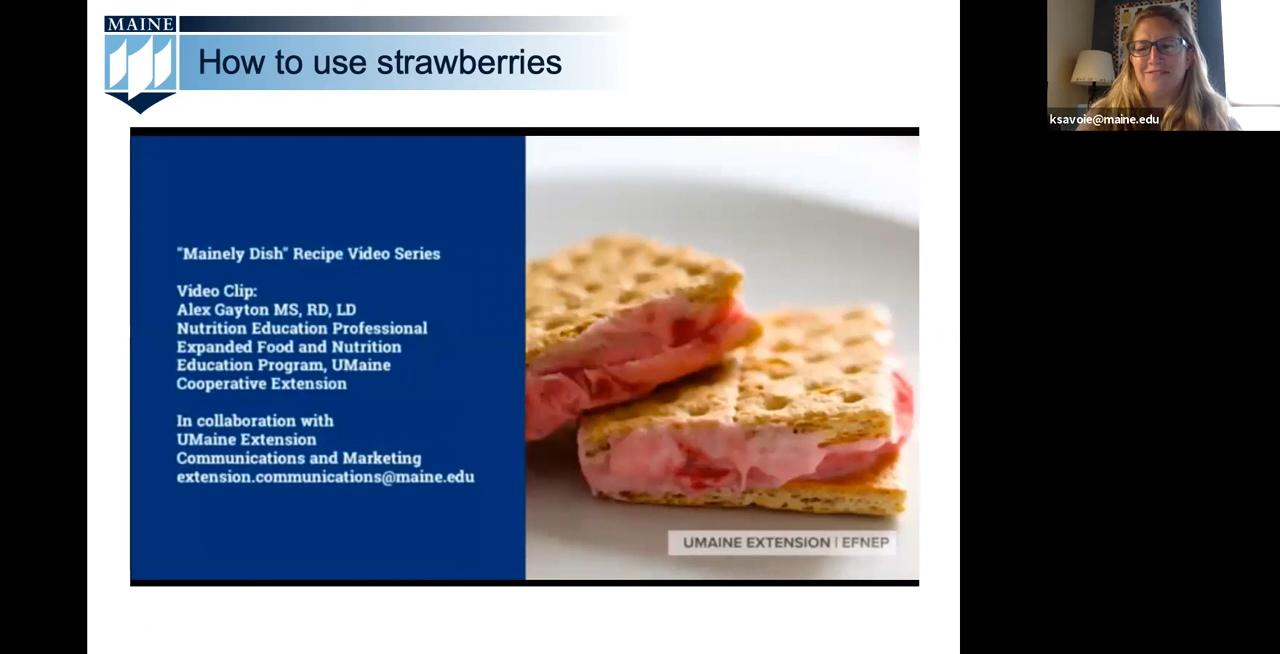 MAINE
How to use strawberries
ksavoie@maine.edu
"Mainely Dish" Recipe Video Series
Video Clip:
Alex Gayton MS, RD, LD
Nutrition Education Professional
Expanded Food and Nutrition
Education Program, UMaine
Cooperative Extension
In collaboration with
UMaine Extension
Communications and Marketing
extension.communications@maine.edu
UMAINE EXTENSION | EFNEP